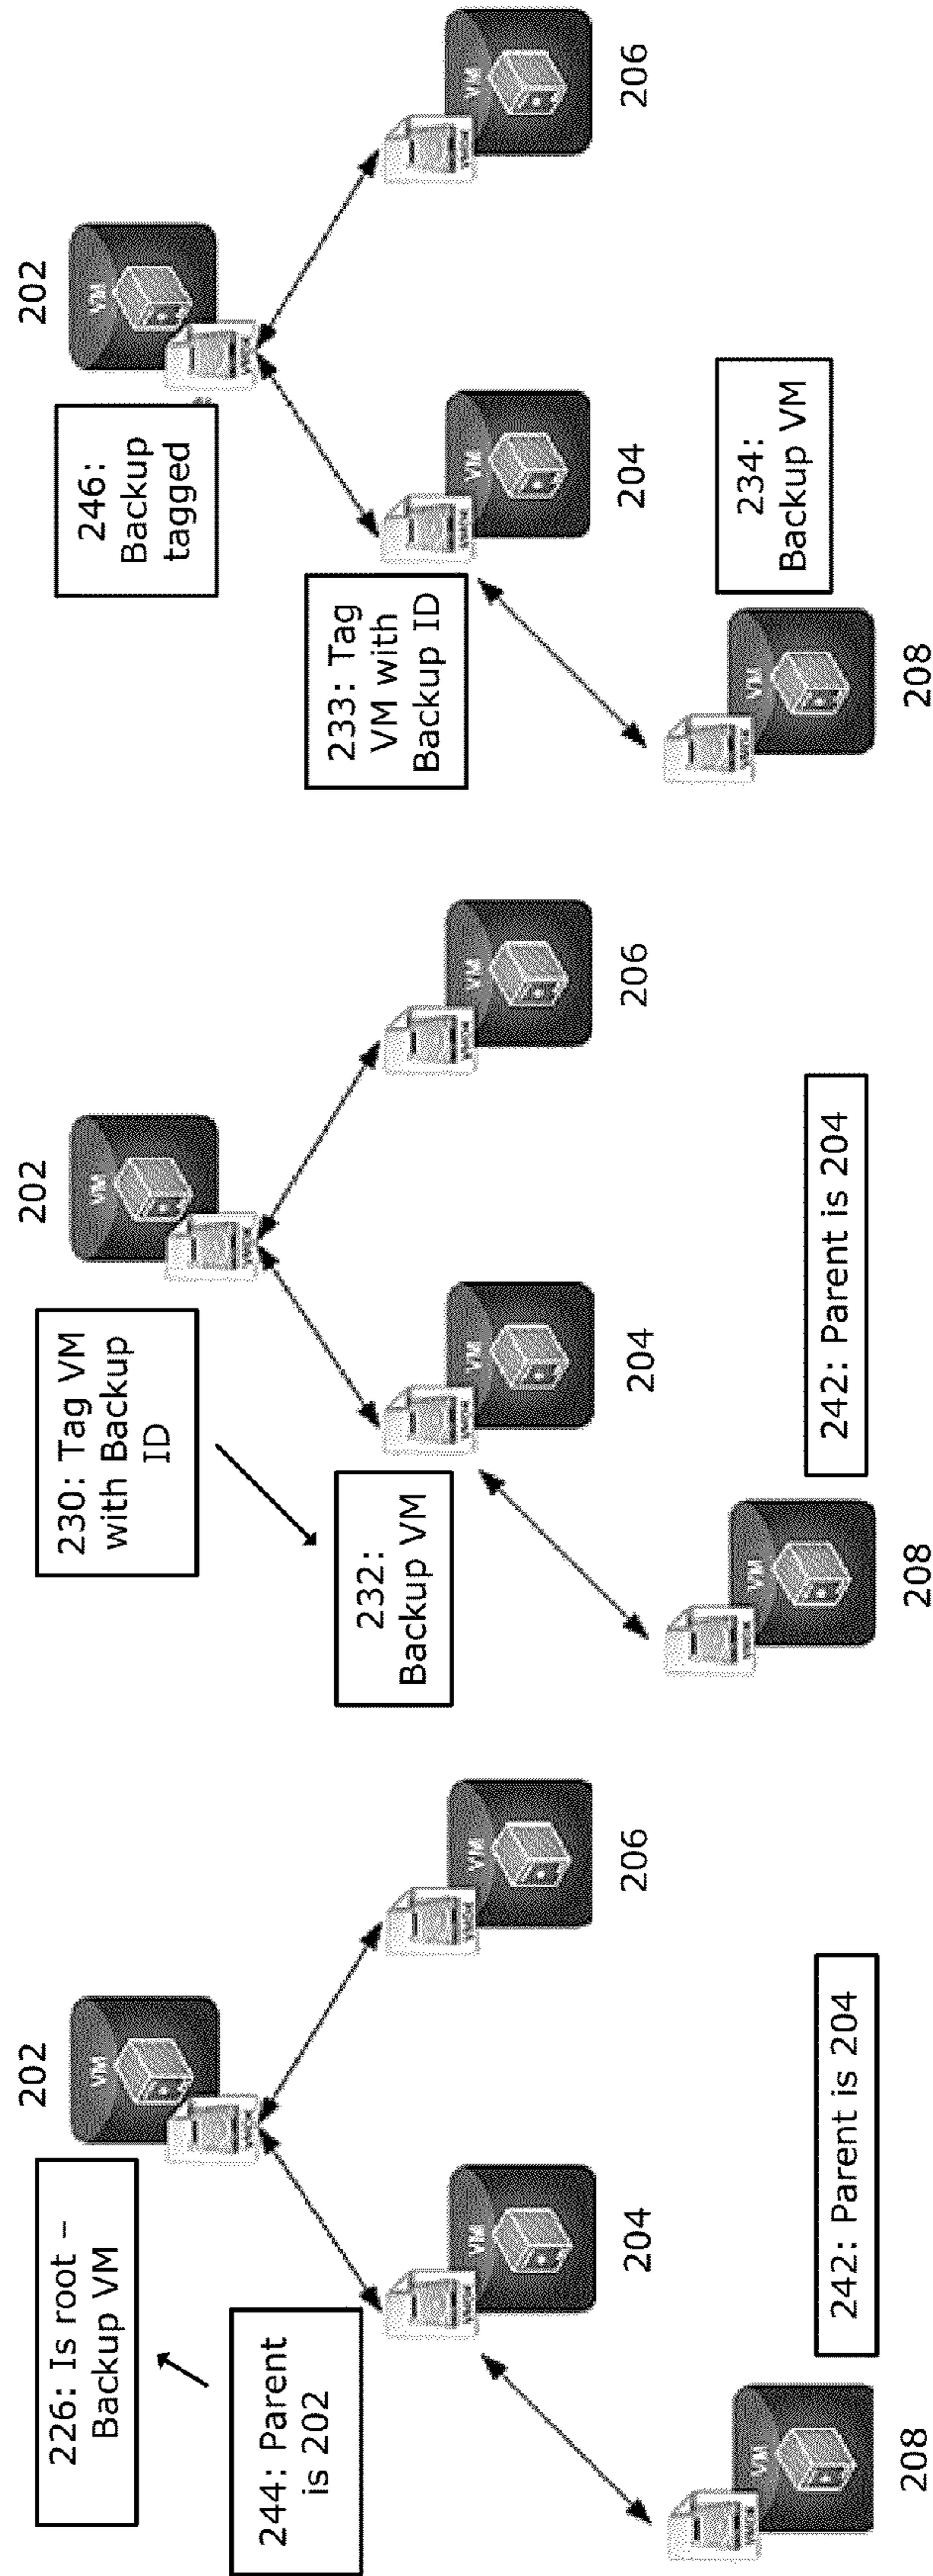 202
226: Is root –
Backup VM
VM
244: Parent
is 202
VM
VM
204
206
242: Parent is 204
VM
208
202
230: Tag VM
with Backup
ID
VM
232:
Backup VM
VM
VM
204
206
242: Parent is 204
VM
208
202
246:
Backup
tagged
VM
233: Tag
VM with
Backup ID
VM
VM
204
206
234:
Backup VM
VM
208